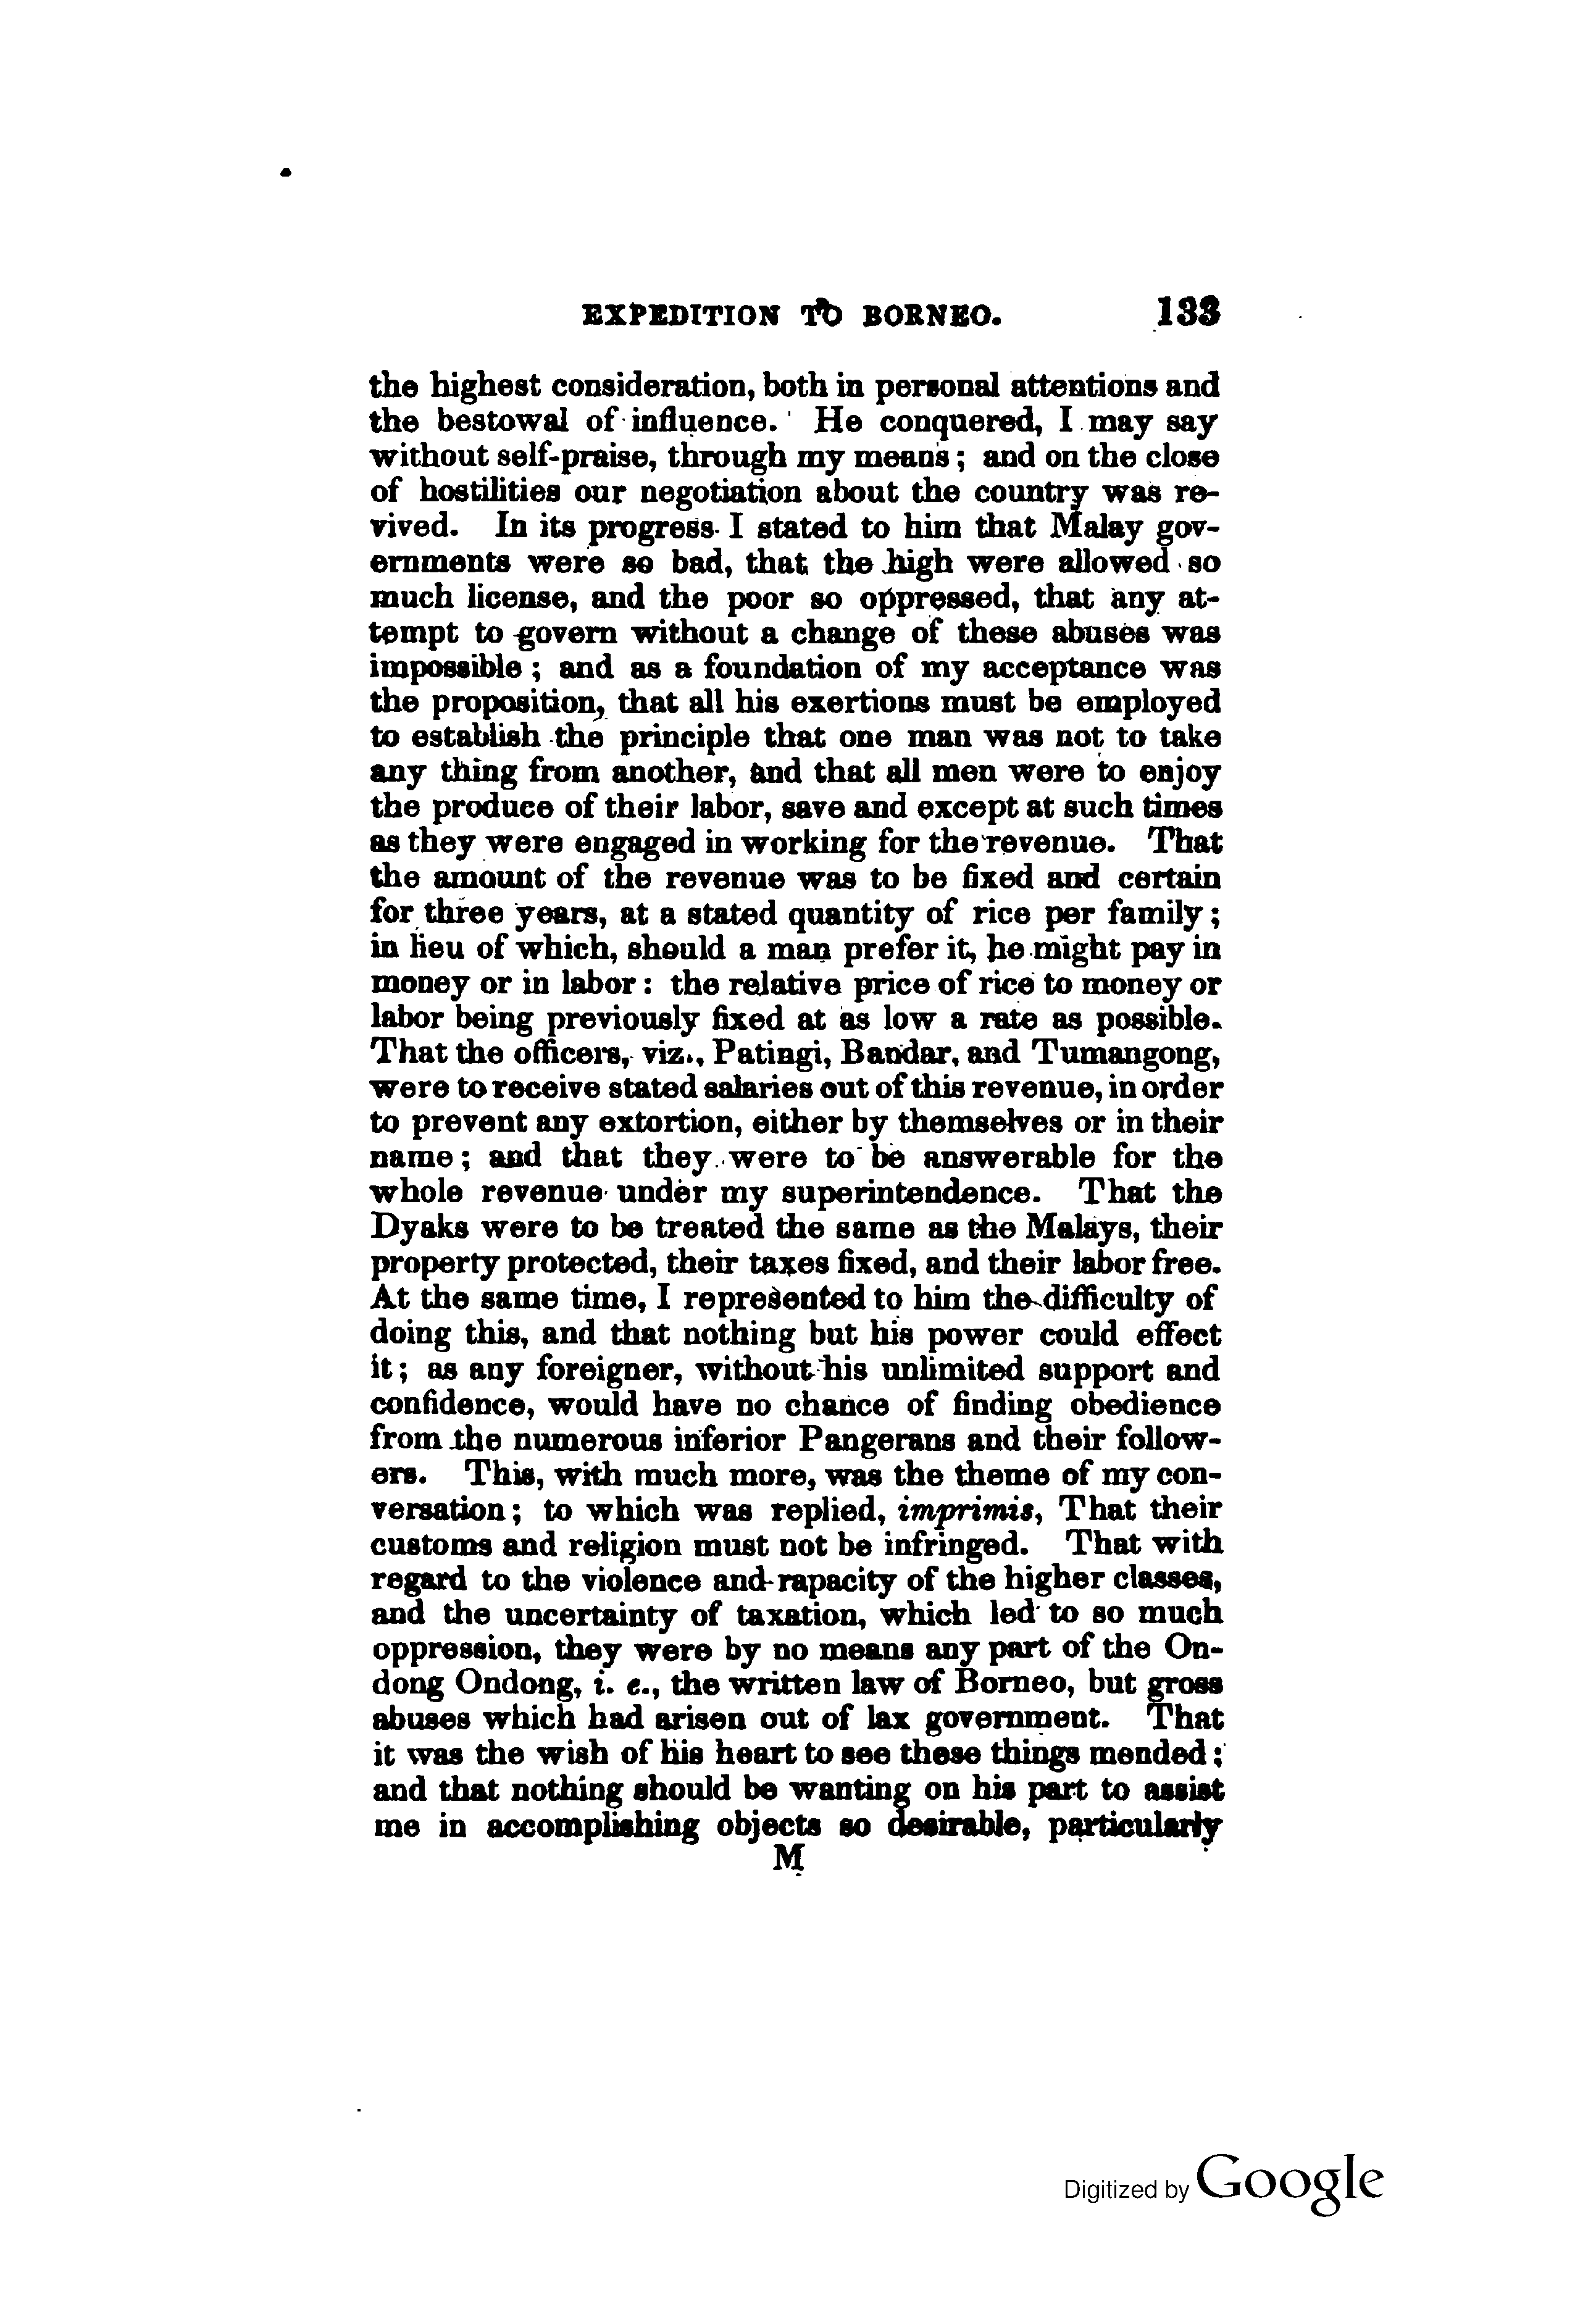 EXPEDITION TO BORNEO. 133
the highest consideration, both in personal attentions and
the bestowal of influence. He conquered, I may say
without self-praise, through my means; and on the close
of hostilities our negotiation about the country was re-
vived. In its progress I stated to him that Malay gov-
ernments were so bad, that the high were allowed so
much license, and the poor so oppressed, that any at-
tempt to govern without a change of these abuses was
impossible; and as a foundation of my acceptance was
the proposition, that all his exertions must be employed
to establish the principle that one man was not to take
any thing from another, and that all men were to enjoy
the produce of their labor, save and except at such times
as they were engaged in working for the revenue. That
the amount of the revenue was to be fixed and certain
for three years, at a stated quantity of rice per family;
in lieu of which, should a man prefer it, he might pay in
money or in labor: the relative price of rice to money or
labor being previously fixed at as low a rate as possible.
That the officers, viz., Patingi, Bandar, and Tumangong,
were to receive stated salaries out of this revenue, in order
to prevent any extortion, either by themselves or in their
name; and that they were to be answerable for the
whole revenue under my superintendence. That the
Dyaks were to be treated the same as the Malays, their
property protected, their taxes fixed, and their labor free.
At the same time, I represented to him the difficulty of
doing this, and that nothing but his power could effect
it; as any foreigner, without his unlimited support and
confidence, would have no chance of finding obedience
from the numerous inferior Pangerans and their follow-
ers. This, with much more, was the theme of my con-
versation; to which was replied, imprimis, That their
customs and religion must not be infringed. That with
regard to the violence and rapacity of the higher classes,
and the uncertainty of taxation, which led to so much
oppression, they were by no means any part of the On-
dong Ondong, i. e., the written law of Borneo, but gross
abuses which had arisen out of lax government. That
it was the wish of his heart to see these things mended;
and that nothing should be wanting on his part to assist
me in accomplishing objects so desirable, particularly
M
Digitized by Google